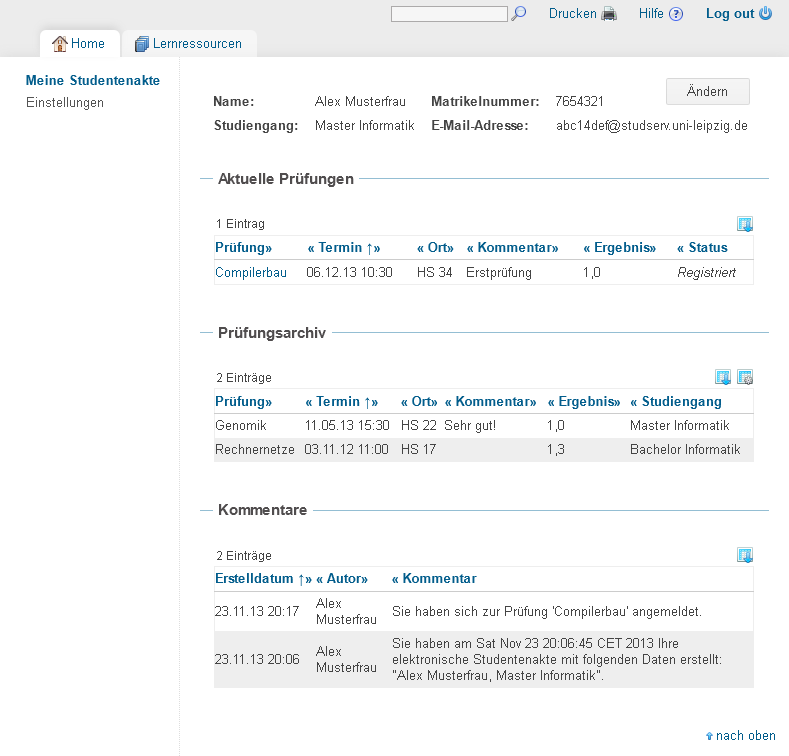 Drucken Hilfe ? Log out
Home Lernressourcen
Meine Studentenakte
Einstellungen
Ändern
Name: Alex Musterfrau Matrikelnummer: 7654321
Studiengang: Master Informatik E-Mail-Adresse: abc14def@studserv.uni-leipzig.de
Aktuelle Prüfungen
1 Eintrag
Prüfung» « Termin ↑» « Ort» « Kommentar» « Ergebnis» « Status
Compilerbau 06.12.13 10:30 HS 34 Erstprüfung 1,0 Registriert
Prüfungsarchiv
2 Einträge
Prüfung» « Termin ↑» « Ort» « Kommentar» « Ergebnis» « Studiengang
Genomik 11.05.13 15:30 HS 22 Sehr gut! 1,0 Master Informatik
Rechnernetze 03.11.12 11:00 HS 17 1,3 Bachelor Informatik
Kommentare
2 Einträge
Erstelldatum ↑» « Autor» « Kommentar
23.11.13 20:17 Alex Musterfrau Sie haben sich zur Prüfung 'Compilerbau' angemeldet.
23.11.13 20:06 Alex Musterfrau Sie haben am Sat Nov 23 20:06:45 CET 2013 Ihre
elektronische Studentenakte mit folgenden Daten erstellt:
"Alex Musterfrau, Master Informatik".
nach oben